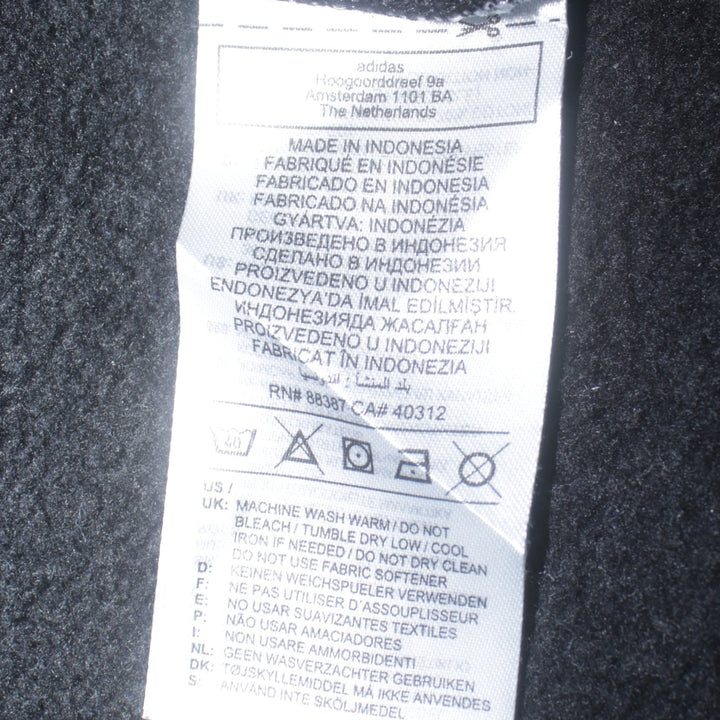 adidas
Hoogoorddreef 9a
Amsterdam 1101 BA
The Netherlands
MADE IN INDONESIA
FABRIQUÉ EN INDONÉSIE
FABRICADO EN INDONESIA
FABRICADO NA INDONÉSIA
GYÁRTVA: INDONÉZIA
ПРОИЗВЕДЕНО В ИНДОНЕЗИЯ
СДЕЛАНО В ИНДОНЕЗИИ
PROIZVEDENO U INDONEZIJI
ENDONEZYA'DA İMAL EDİLMİŞTİR.
ИНДОНЕЗИЯДА ЖАСАЛҒАН
PROIZVEDENO U INDONEZIJI
FABRICAT ÎN INDONEZIA
بلد المنشأ : اندونيسيا
RN# 88387 CA# 40312
40
US /
UK: MACHINE WASH WARM / DO NOT
BLEACH / TUMBLE DRY LOW / COOL
IRON IF NEEDED / DO NOT DRY CLEAN
DO NOT USE FABRIC SOFTENER
D: KEINEN WEICHSPUELER VERWENDEN
F: NE PAS UTILISER D'ASSOUPLISSEUR
E: NO USAR SUAVIZANTES TEXTILES
P: NÃO USAR AMACIADORES
I: NON USARE AMMORBIDENTI
NL: GEEN WASVERZACHTER GEBRUIKEN
DK: TØJSKYLLEMIDDEL MÅ IKKE ANVENDES
S: ANVÄND INTE SKÖLJMEDEL